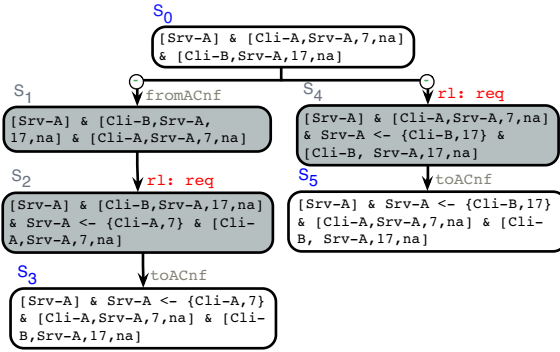 S0
[Srv-A] & [Cli-A,Srv-A,7,na]
& [Cli-B,Srv-A,17,na]
- -
fromACnf
rl: req
S1
[Srv-A] & [Cli-B,Srv-A,
17,na] & [Cli-A,Srv-A,7,na]
S4
[Srv-A] & [Cli-A,Srv-A,7,na]
& Srv-A <- {Cli-B,17} &
[Cli-B, Srv-A,17,na]
rl: req
toACnf
S2
[Srv-A] & [Cli-B,Srv-A,17,na]
& Srv-A <- {Cli-A,7} & [Cli-
A,Srv-A,7,na]
S5
[Srv-A] & Srv-A <- {Cli-B,17}
& [Cli-A,Srv-A,7,na] & [Cli-
B, Srv-A,17,na]
toACnf
S3
[Srv-A] & Srv-A <- {Cli-A,7}
& [Cli-A,Srv-A,7,na] & [Cli-
B,Srv-A,17,na]